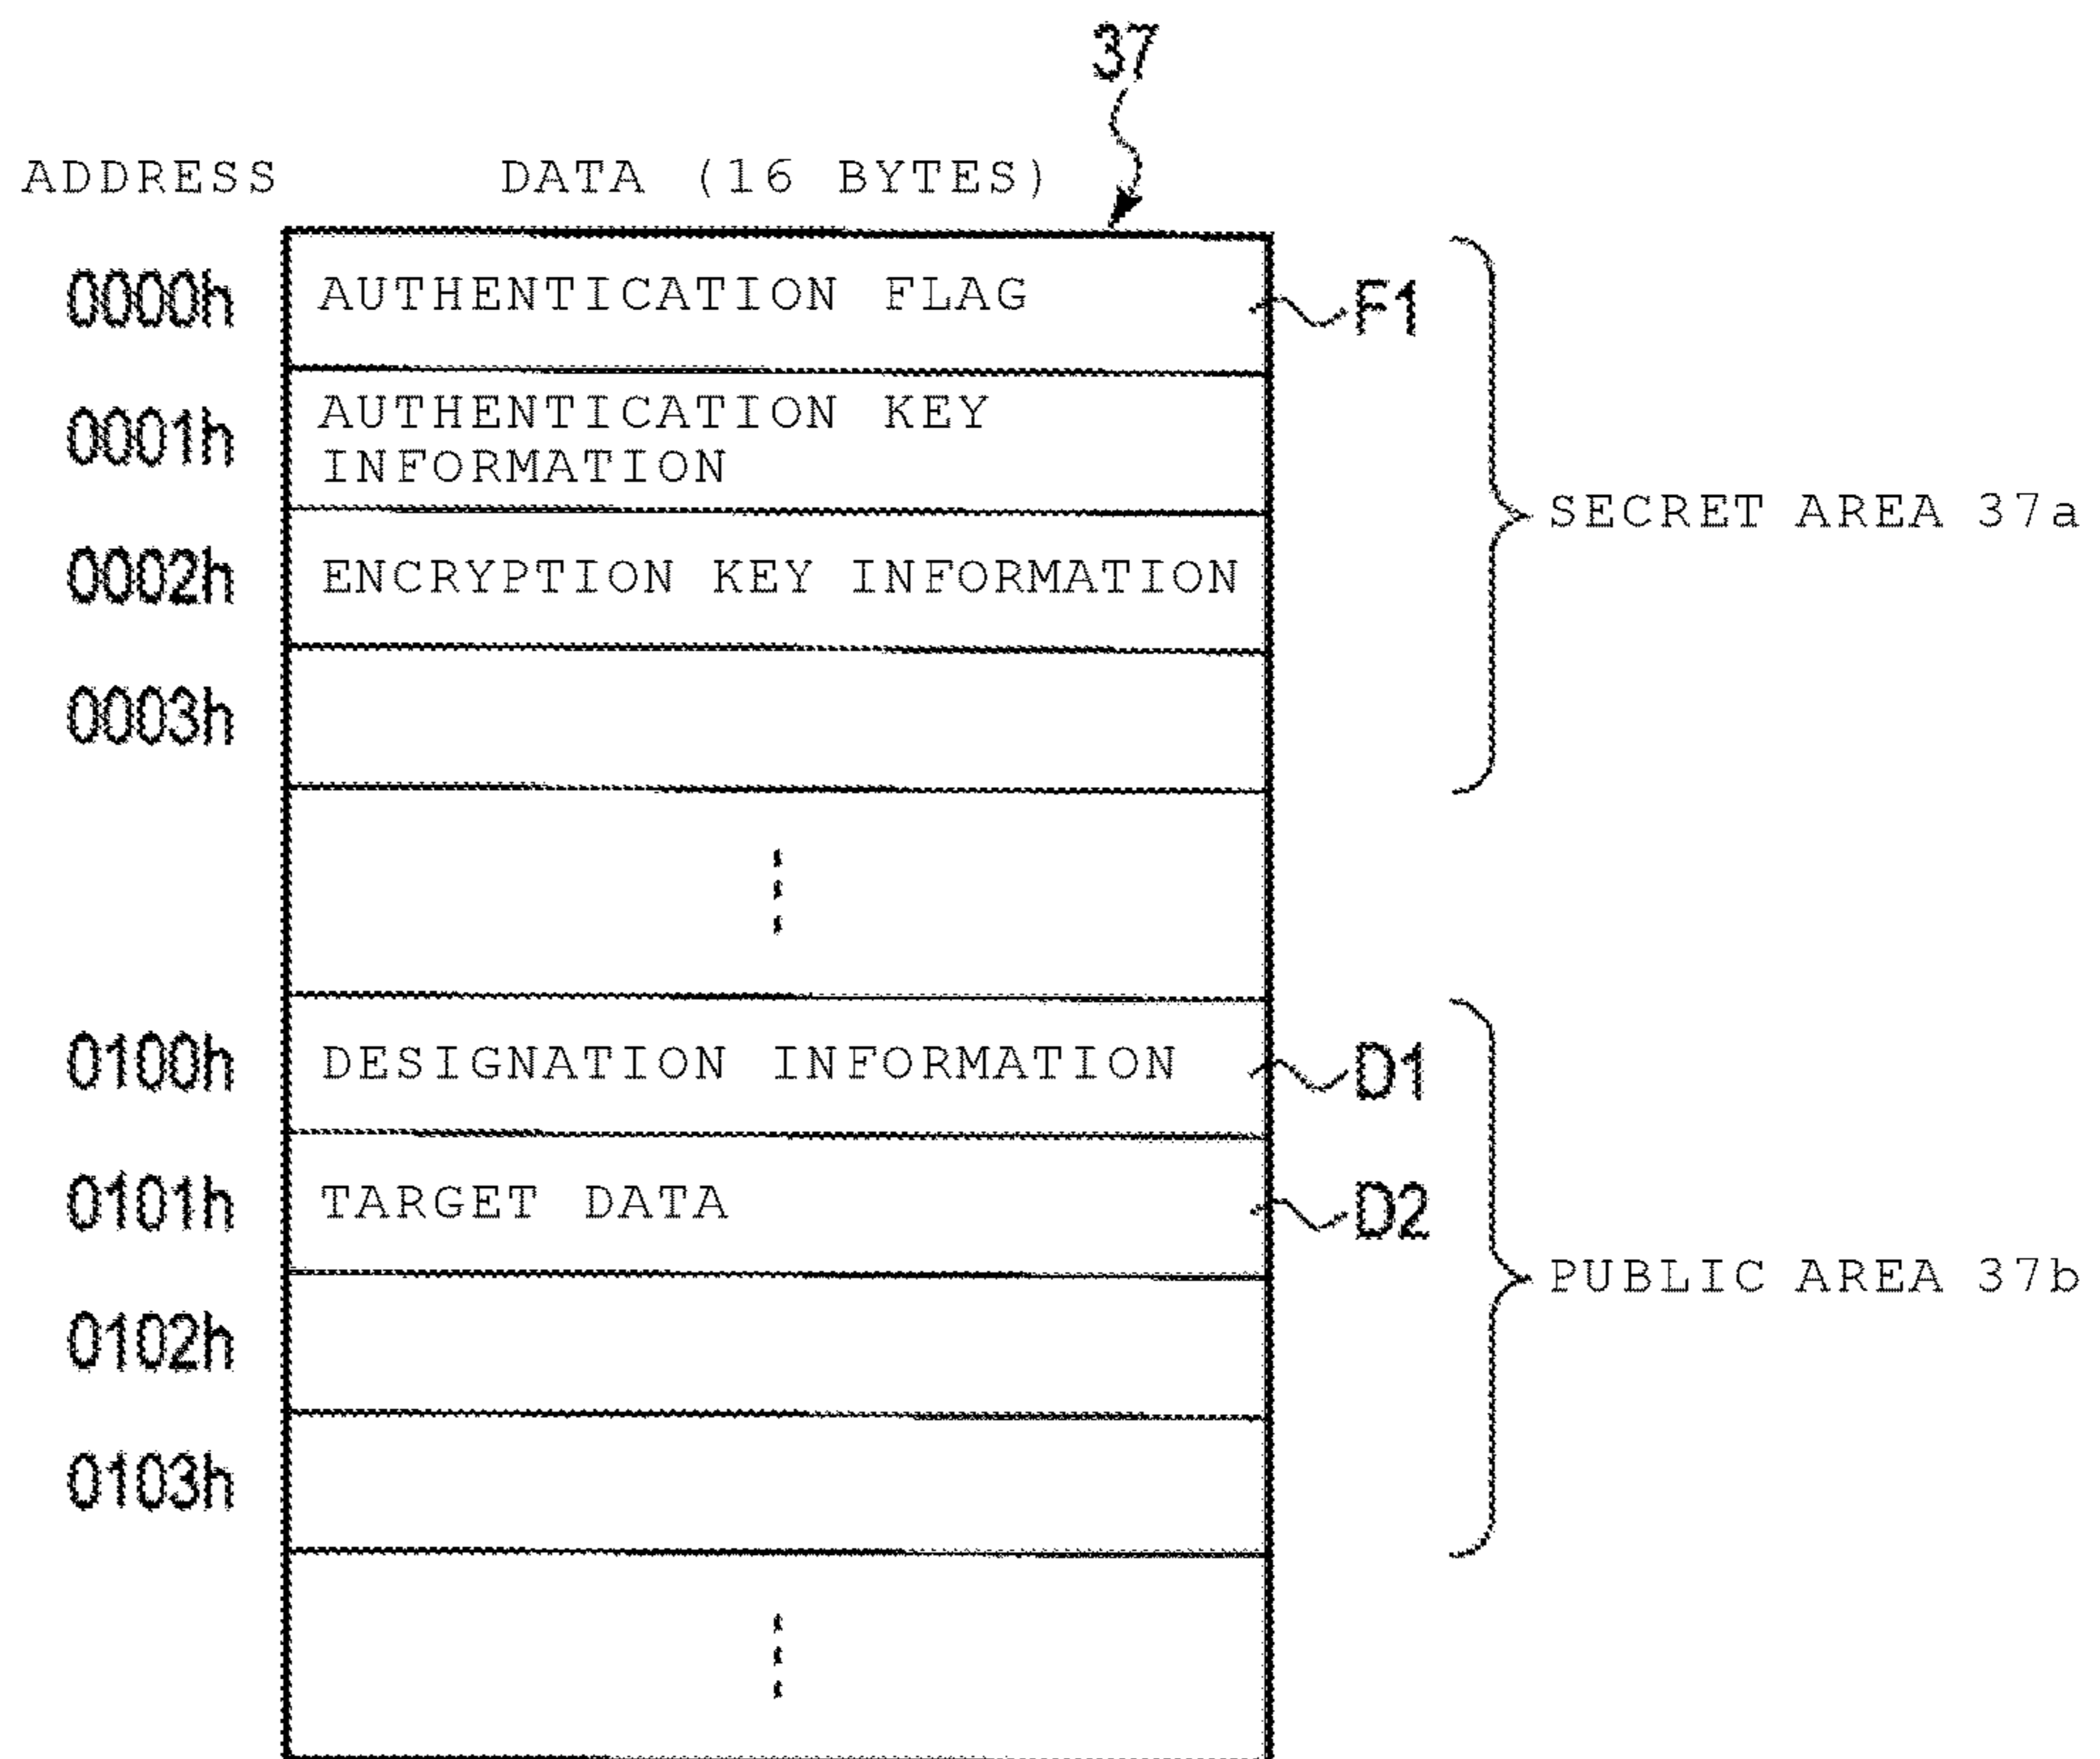 37
ADDRESS DATA (16 BYTES)
0000h AUTHENTICATION FLAG F1
0001h AUTHENTICATION KEY
INFORMATION
SECRET AREA 37a
0002h ENCRYPTION KEY INFORMATION
0003h
0100h DESIGNATION INFORMATION D1
0101h TARGET DATA D2
PUBLIC AREA 37b
0102h
0103h